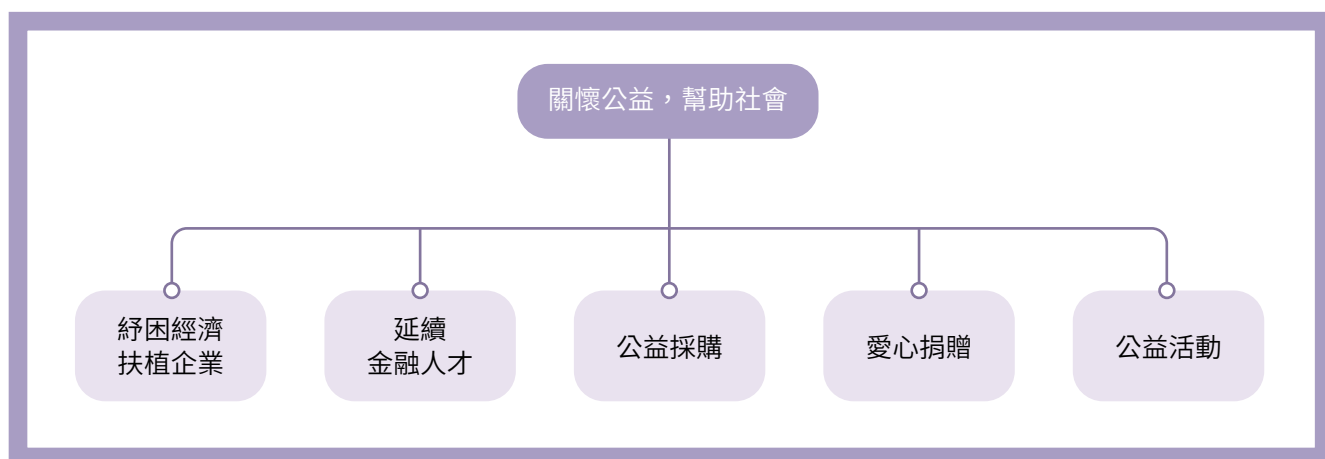 關懷公益，幫助社會
紓困經濟
扶植企業
延續
金融人才
公益採購
愛心捐贈
公益活動